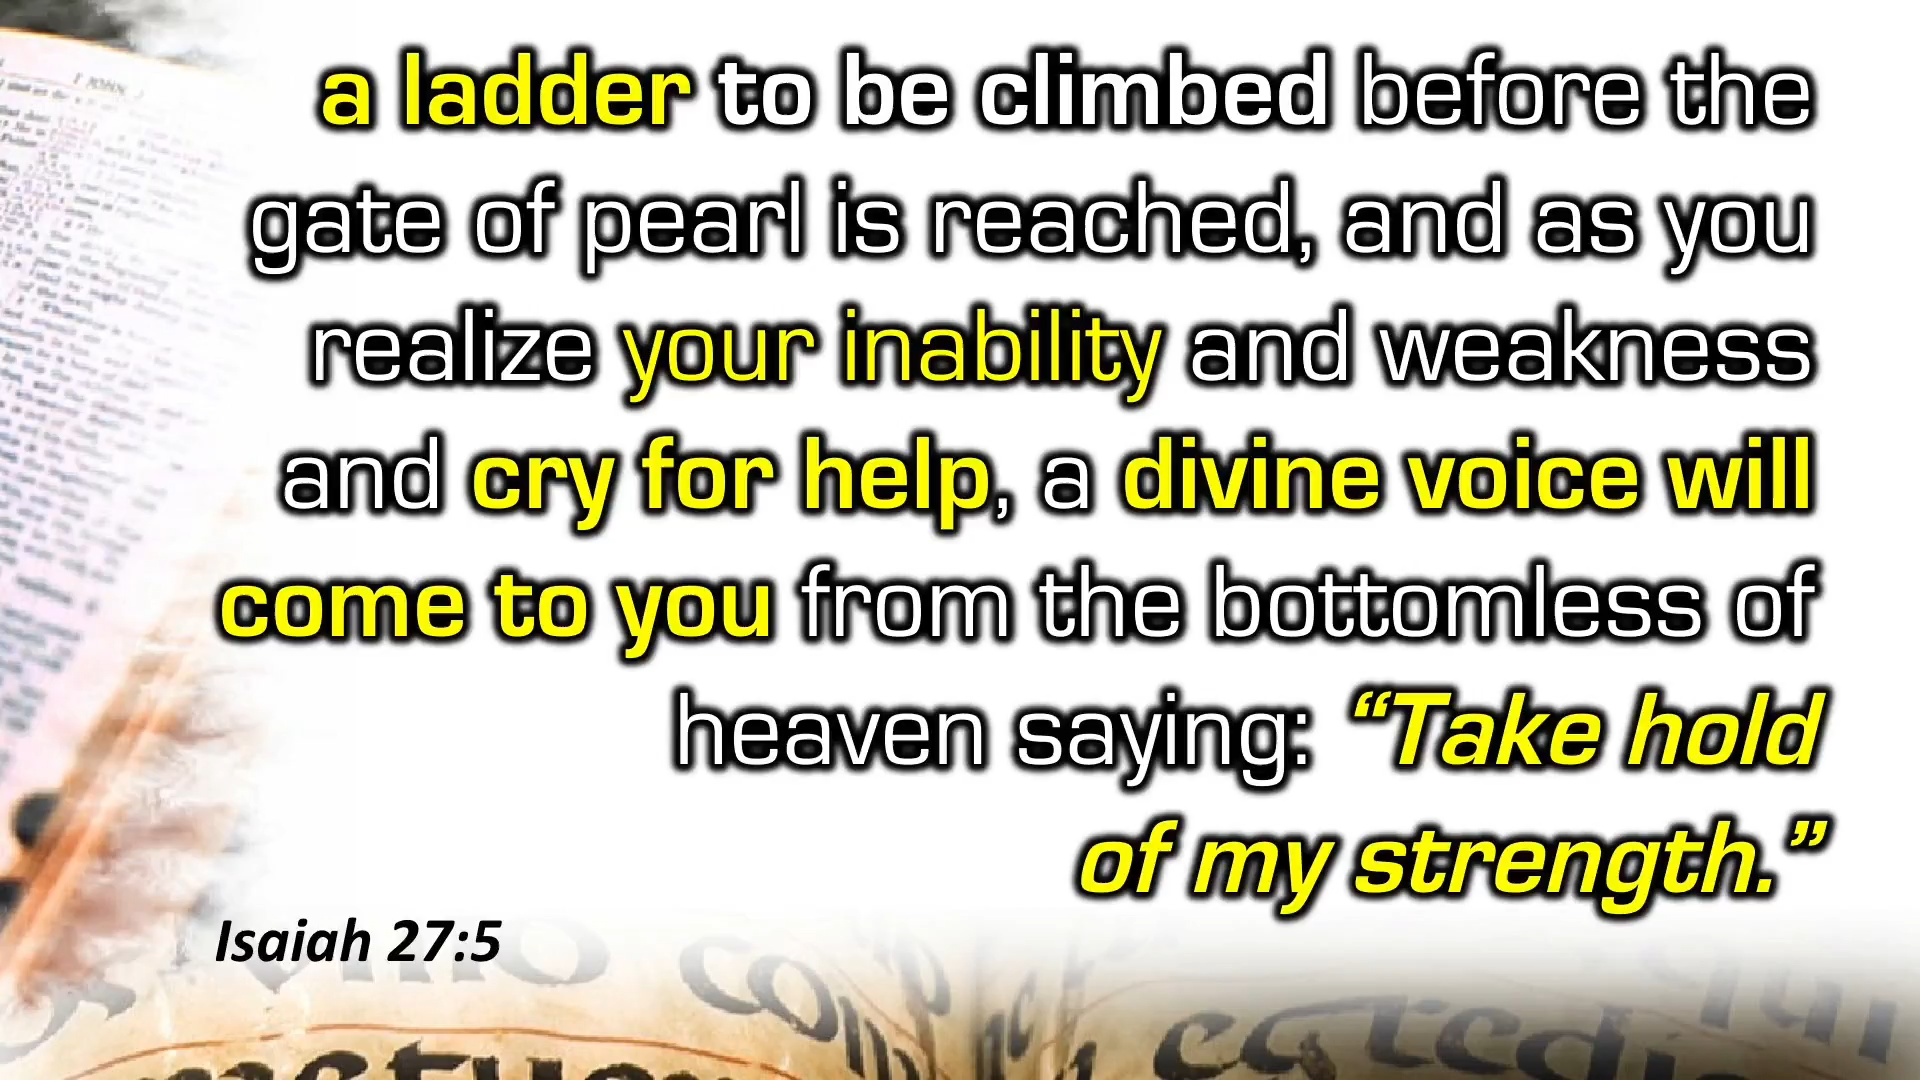 a ladder to be climbed before the
gate of pearl is reached, and as you
realize your inability and weakness
and cry for help, a divine voice will
come to you from the bottomless of
heaven saying: “Take hold
of my strength.”
Isaiah 27:5
I JOHN